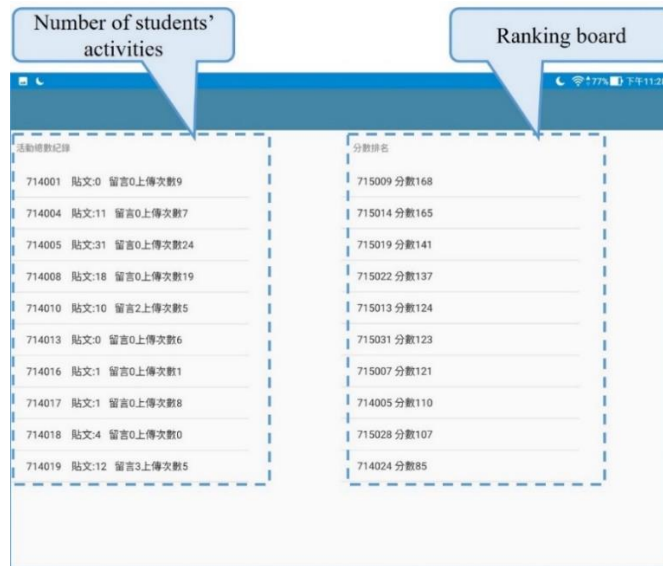 Number of students'
activities
Ranking board
77% 下午11:28
活動總數紀錄
714001 貼文:0 留言0上傳次數9
714004 貼文:11 留言0上傳次數7
714005 貼文:31 留言0上傳次數24
714008 貼文:18 留言0上傳次數19
714010 貼文:10 留言2上傳次數5
714013 貼文:0 留言0上傳次數6
714016 貼文:1 留言0上傳次數1
714017 貼文:1 留言0上傳次數8
714018 貼文:4 留言0上傳次數0
714019 貼文:12 留言3上傳次數5
分數排名
715009 分數168
715014 分數165
715019 分數141
715022 分數137
715013 分數124
715031 分數123
715007 分數121
714005 分數110
715028 分數107
714024 分數85